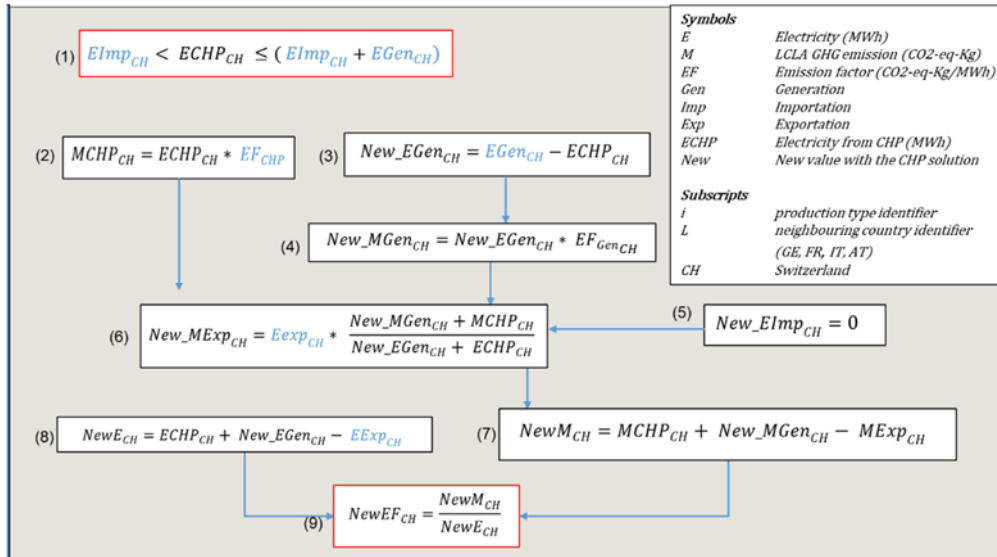 (1) EImp_CH < ECHP_CH ≤ (EImp_CH + EGen_CH)
(2) MCHP_CH = ECHP_CH * EF_CHP
(3) New_EGen_CH = EGen_CH − ECHP_CH
(4) New_MGen_CH = New_EGen_CH * EF_Gen_CH
(5) New_EImp_CH = 0
(6) New_MExp_CH = Eexp_CH * (New_MGen_CH + MCHP_CH) / (New_EGen_CH + ECHP_CH)
(7) NewM_CH = MCHP_CH + New_MGen_CH − MExp_CH
(8) NewE_CH = ECHP_CH + New_EGen_CH − EExp_CH
(9) NewEF_CH = NewM_CH / NewE_CH
Symbols
E Electricity (MWh)
M LCLA GHG emission (CO2-eq-Kg)
EF Emission factor (CO2-eq-Kg/MWh)
Gen Generation
Imp Importation
Exp Exportation
ECHP Electricity from CHP (MWh)
New New value with the CHP solution
Subscripts
i production type identifier
L neighbouring country identifier
(GE, FR, IT, AT)
CH Switzerland